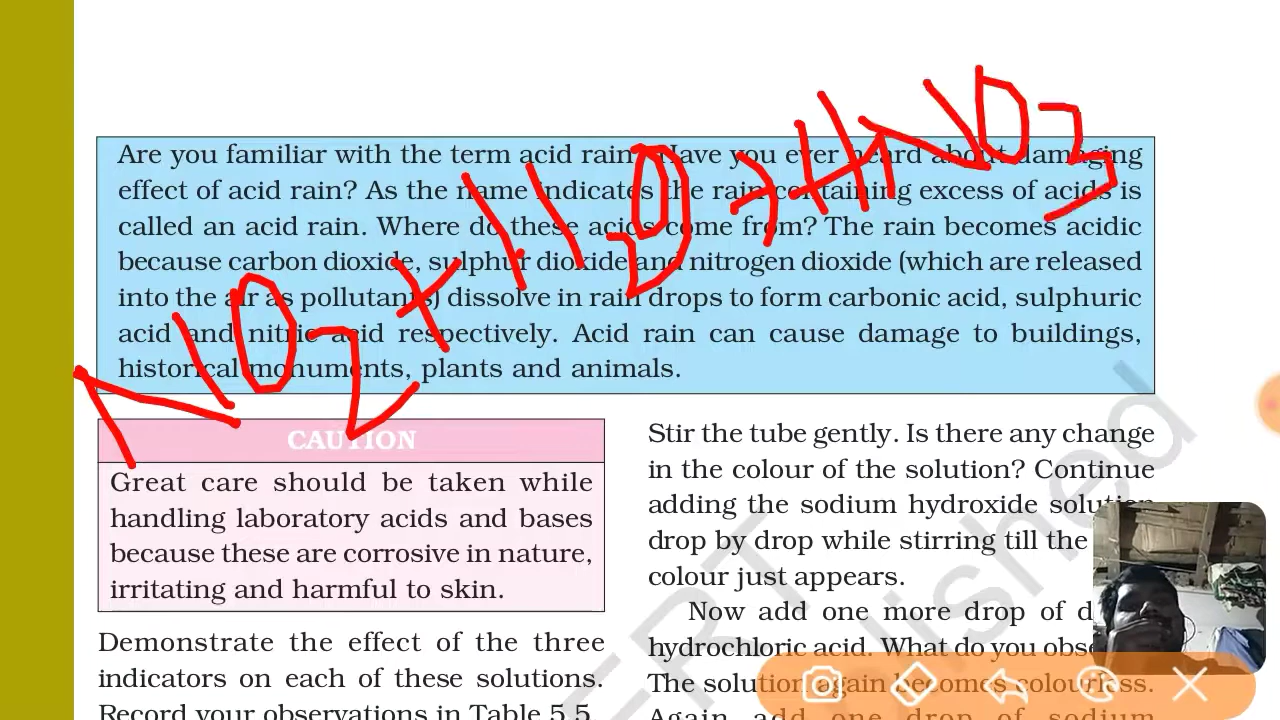 NO2 + H2O → HNO3
Are you familiar with the term acid rain? Have you ever heard about damaging
effect of acid rain? As the name indicates the rain containing excess of acids is
called an acid rain. Where do these acids come from? The rain becomes acidic
because carbon dioxide, sulphur dioxide and nitrogen dioxide (which are released
into the air as pollutants) dissolve in rain drops to form carbonic acid, sulphuric
acid and nitric acid respectively. Acid rain can cause damage to buildings,
historical monuments, plants and animals.
CAUTION
Great care should be taken while
handling laboratory acids and bases
because these are corrosive in nature,
irritating and harmful to skin.
Demonstrate the effect of the three
indicators on each of these solutions.
Record your observations in Table 5.5.
Stir the tube gently. Is there any change
in the colour of the solution? Continue
adding the sodium hydroxide solution
drop by drop while stirring till the
colour just appears.
Now add one more drop of
hydrochloric acid. What do you
The solution again becomes colourless.
Again add one drop of sodium